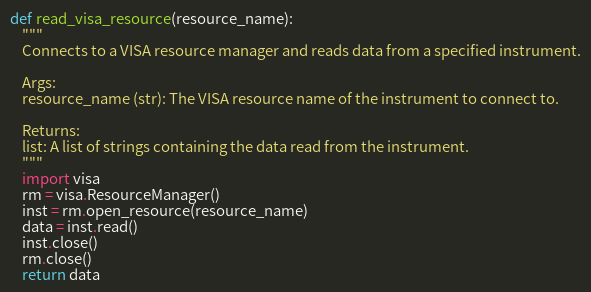 def read_visa_resource(resource_name):
"""
Connects to a VISA resource manager and reads data from a specified instrument.
Args:
resource_name (str): The VISA resource name of the instrument to connect to.
Returns:
list: A list of strings containing the data read from the instrument.
"""
import visa
rm = visa.ResourceManager()
inst = rm.open_resource(resource_name)
data = inst.read()
inst.close()
rm.close()
return data